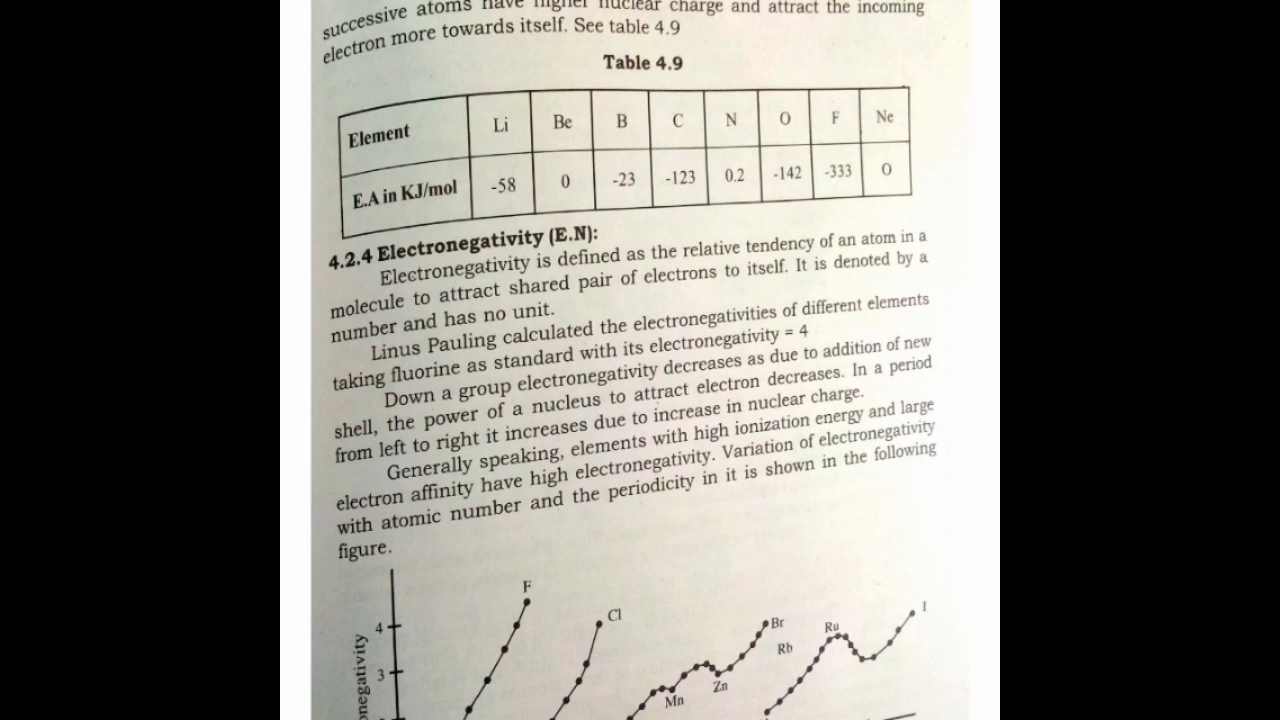 successive atoms have higher nuclear charge and attract the incoming
electron more towards itself. See table 4.9
Table 4.9
Element Li Be B C N O F Ne
E.A in KJ/mol -58 0 -23 -123 0.2 -142 -333 O
4.2.4 Electronegativity (E.N):
Electronegativity is defined as the relative tendency of an atom in a
molecule to attract shared pair of electrons to itself. It is denoted by a
number and has no unit.
Linus Pauling calculated the electronegativities of different elements
taking fluorine as standard with its electronegativity = 4
Down a group electronegativity decreases as due to addition of new
shell, the power of a nucleus to attract electron decreases. In a period
from left to right it increases due to increase in nuclear charge.
Generally speaking, elements with high ionization energy and large
electron affinity have high electronegativity. Variation of electronegativity
with atomic number and the periodicity in it is shown in the following
figure.
F
Cl
Br
Rb
Ru
I
4
3
Mn
Zn